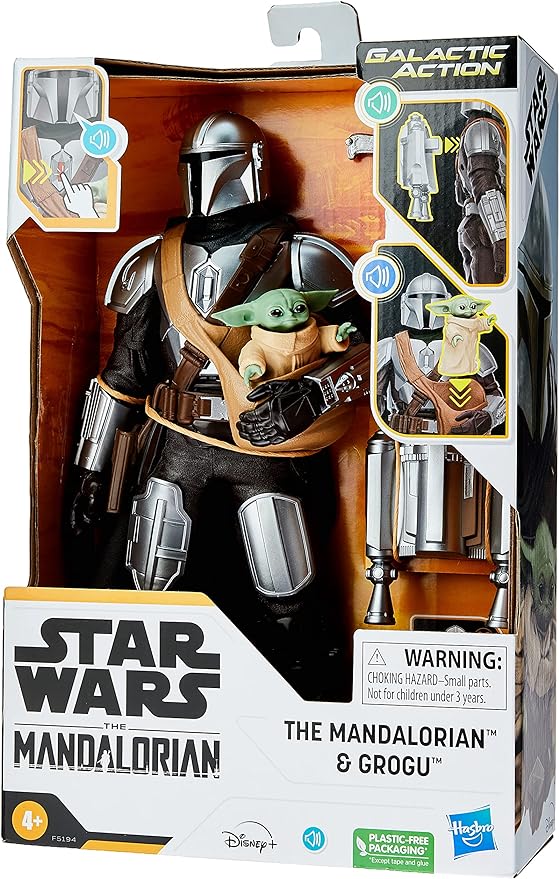 GALACTIC
ACTION
STAR
WARS
STAR
WARS
THE
MANDALORIAN
WARNING:
CHOKING HAZARD–Small parts.
Not for children under 3 years.
THE MANDALORIAN™
& GROGU™
4+
F5194
Disney+
PLASTIC-FREE
PACKAGING*
*Except tape and glue
Hasbro